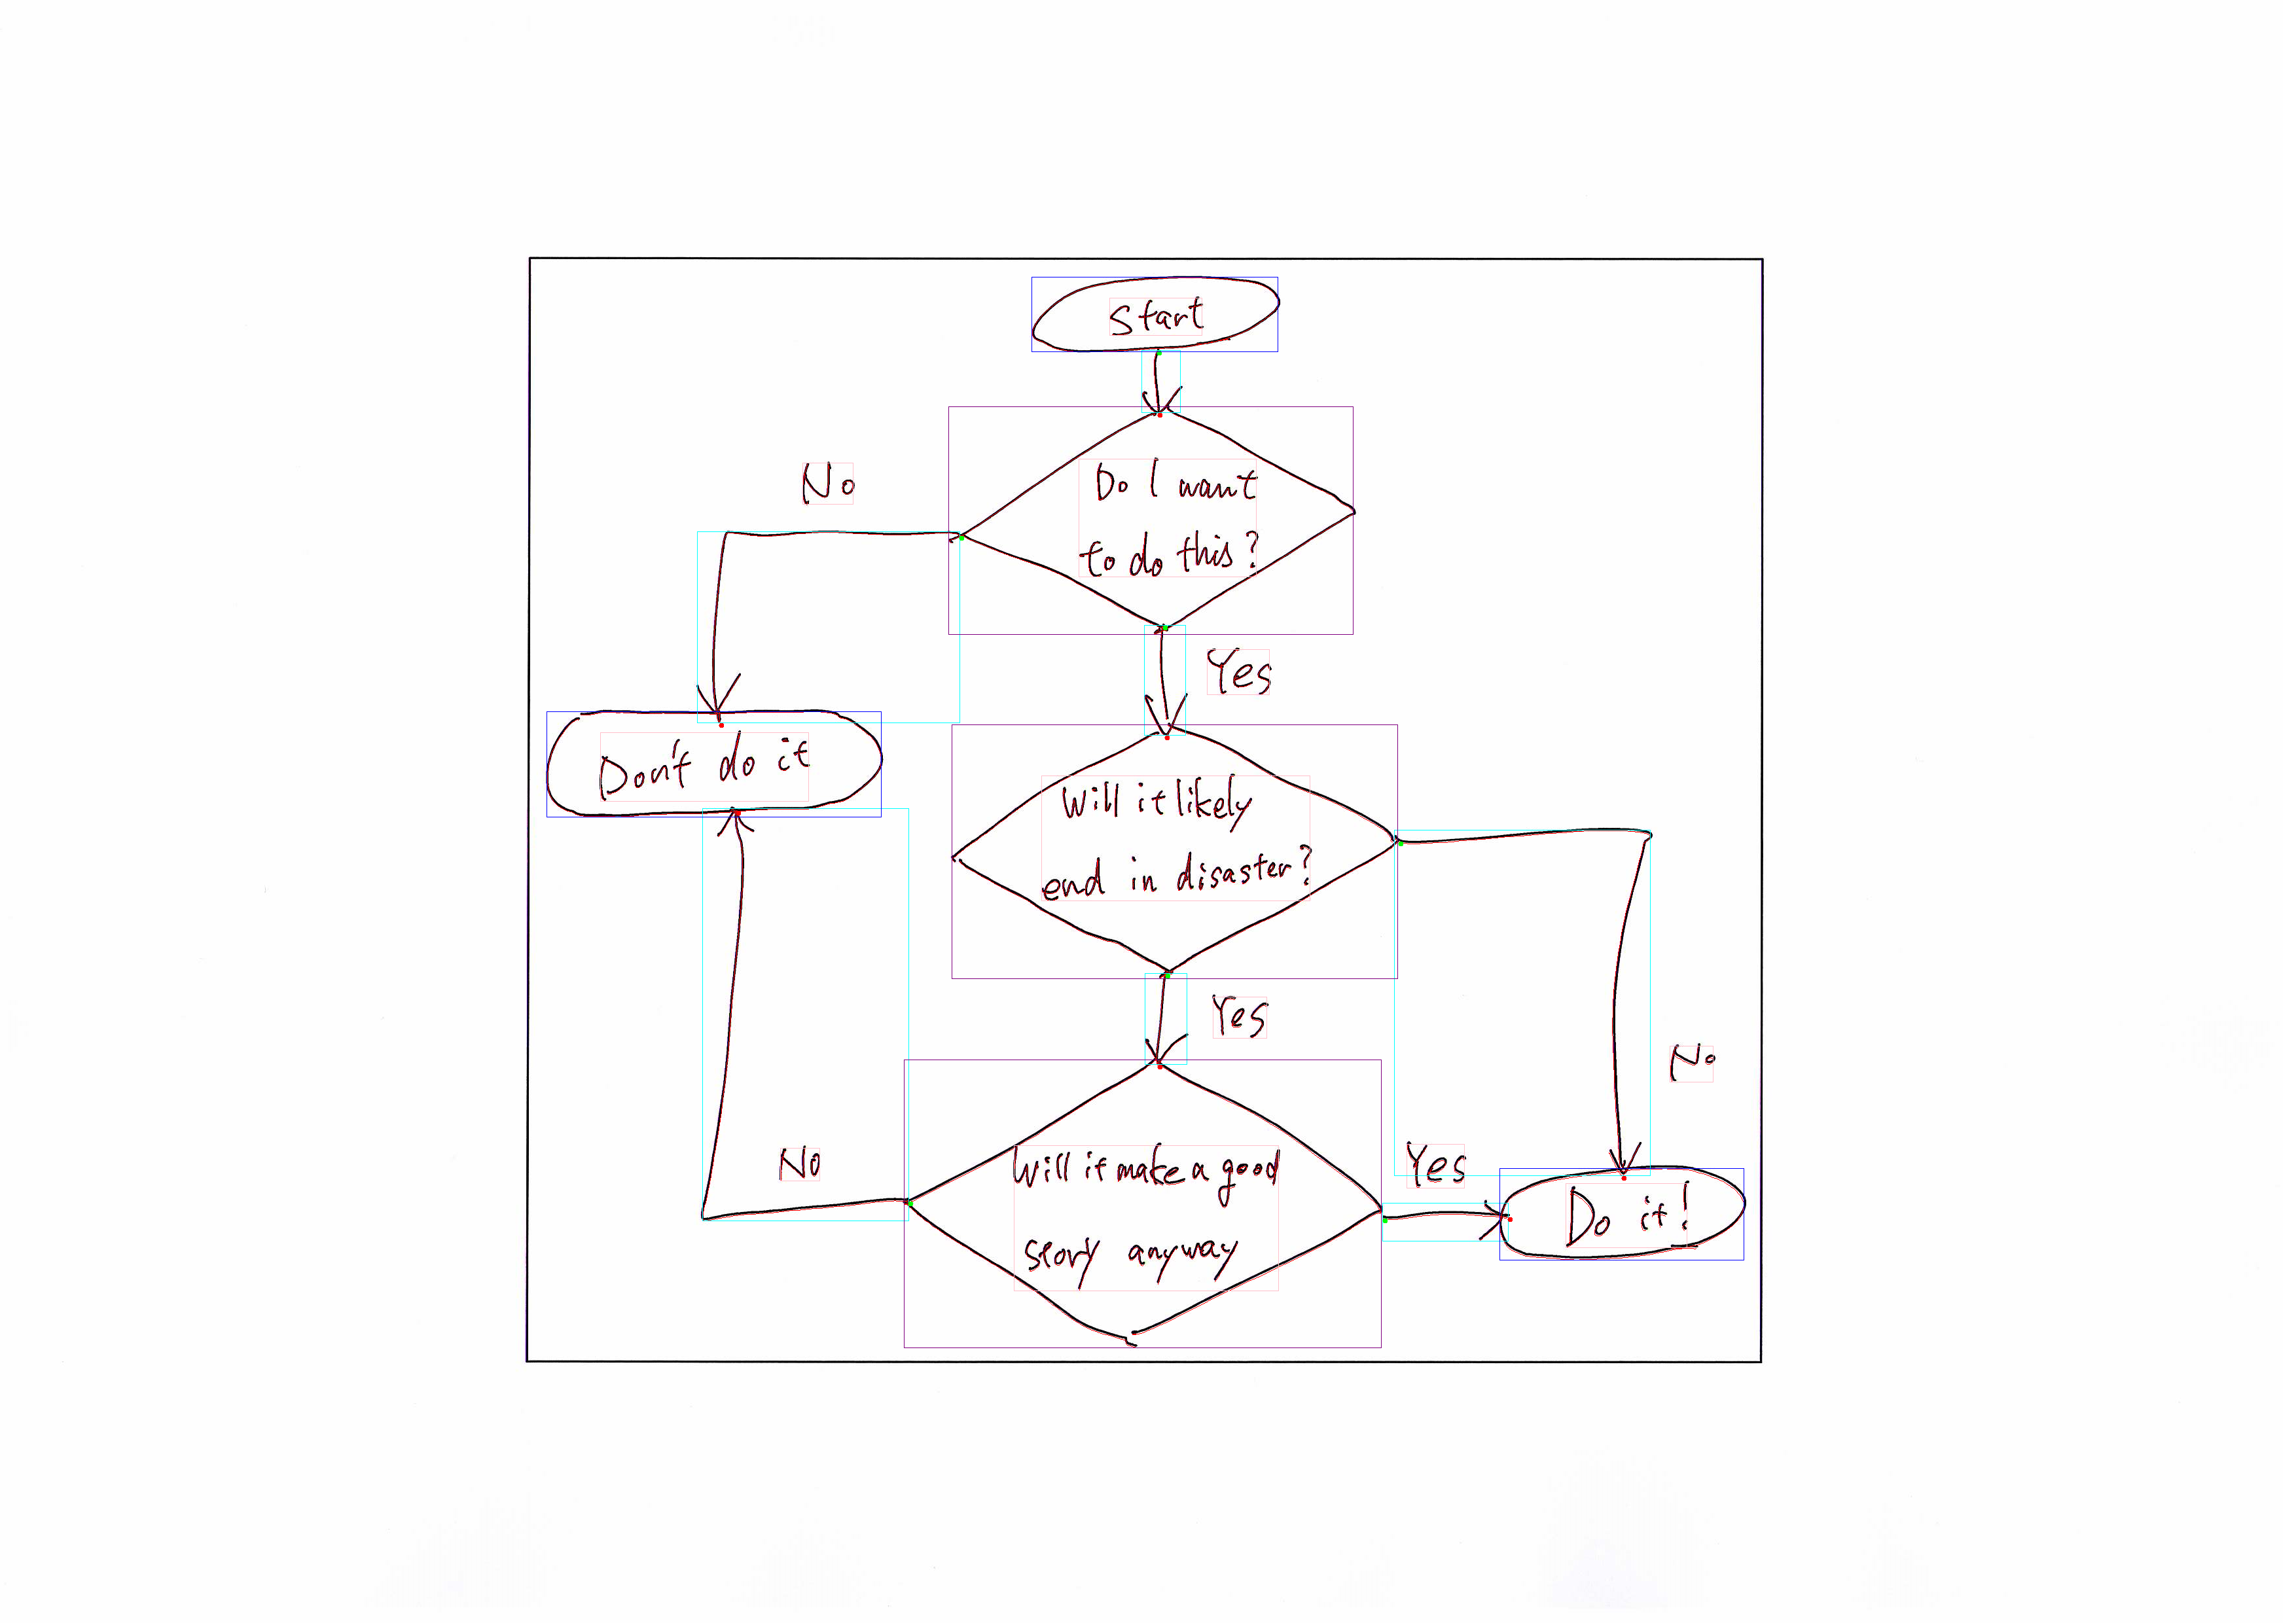 Start
No
Do I want
to do this?
Yes
Don't do it
Will it likely
end in disaster?
Yes
No
No
Will it make a good
story anyway
Yes
Do it!